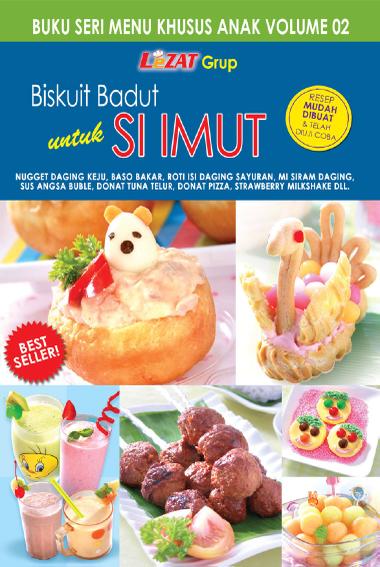 BUKU SERI MENU KHUSUS ANAK VOLUME 02
LeZAT Grup
Biskuit Badut
untuk SI IMUT
RESEP
MUDAH
DIBUAT
& TELAH
DIUJI COBA
NUGGET DAGING KEJU, BASO BAKAR, ROTI ISI DAGING SAYURAN, MI SIRAM DAGING,
SUS ANGSA BUBLE, DONAT TUNA TELUR, DONAT PIZZA, STRAWBERRY MILKSHAKE DLL.
BEST
SELLER!